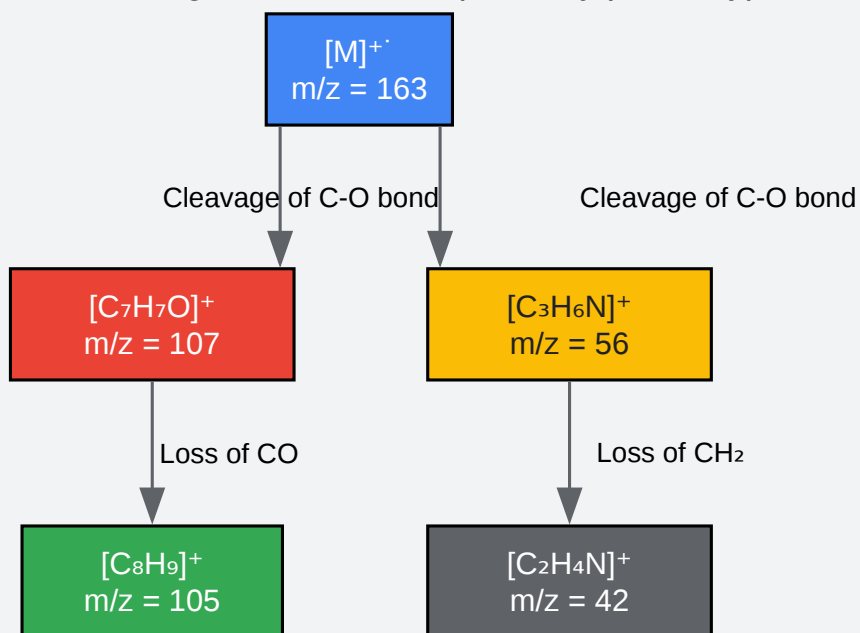 [M]⁺˙
m/z = 163
Cleavage of C-O bond
Cleavage of C-O bond
[C₇H₇O]⁺
m/z = 107
[C₃H₆N]⁺
m/z = 56
Loss of CO
Loss of CH₂
[C₈H₉]⁺
m/z = 105
[C₂H₄N]⁺
m/z = 42